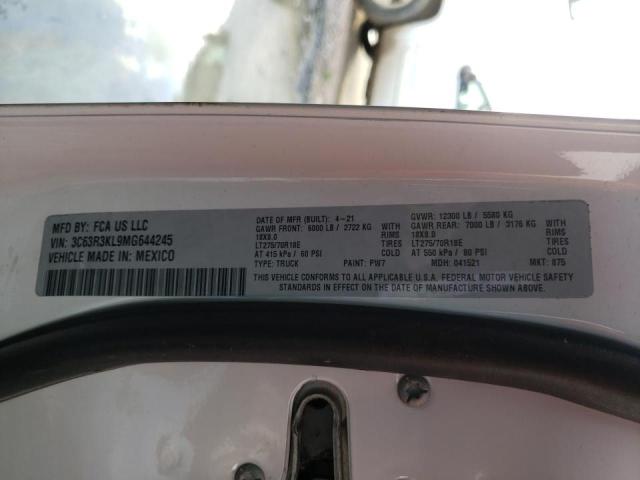 MFD BY: FCA US LLC
VIN: 3C63R3KL9MG644245
VEHICLE MADE IN: MEXICO
DATE OF MFR (BUILT): 4-21
GAWR FRONT: 6000 LB / 2722 KG WITH
18X8.0 RIMS
LT275/70R18E TIRES
AT 415 kPa / 60 PSI
TYPE: TRUCK PAINT: PW7
GVWR: 12300 LB / 5580 KG
GAWR REAR: 7000 LB / 3176 KG WITH
18X8.0 RIMS
LT275/70R18E TIRES
AT 550 kPa / 80 PSI
MDH: 041521 MKT: 875
THIS VEHICLE CONFORMS TO ALL APPLICABLE U.S.A. FEDERAL MOTOR VEHICLE SAFETY
STANDARDS IN EFFECT ON THE DATE OF MANUFACTURE SHOWN ABOVE.